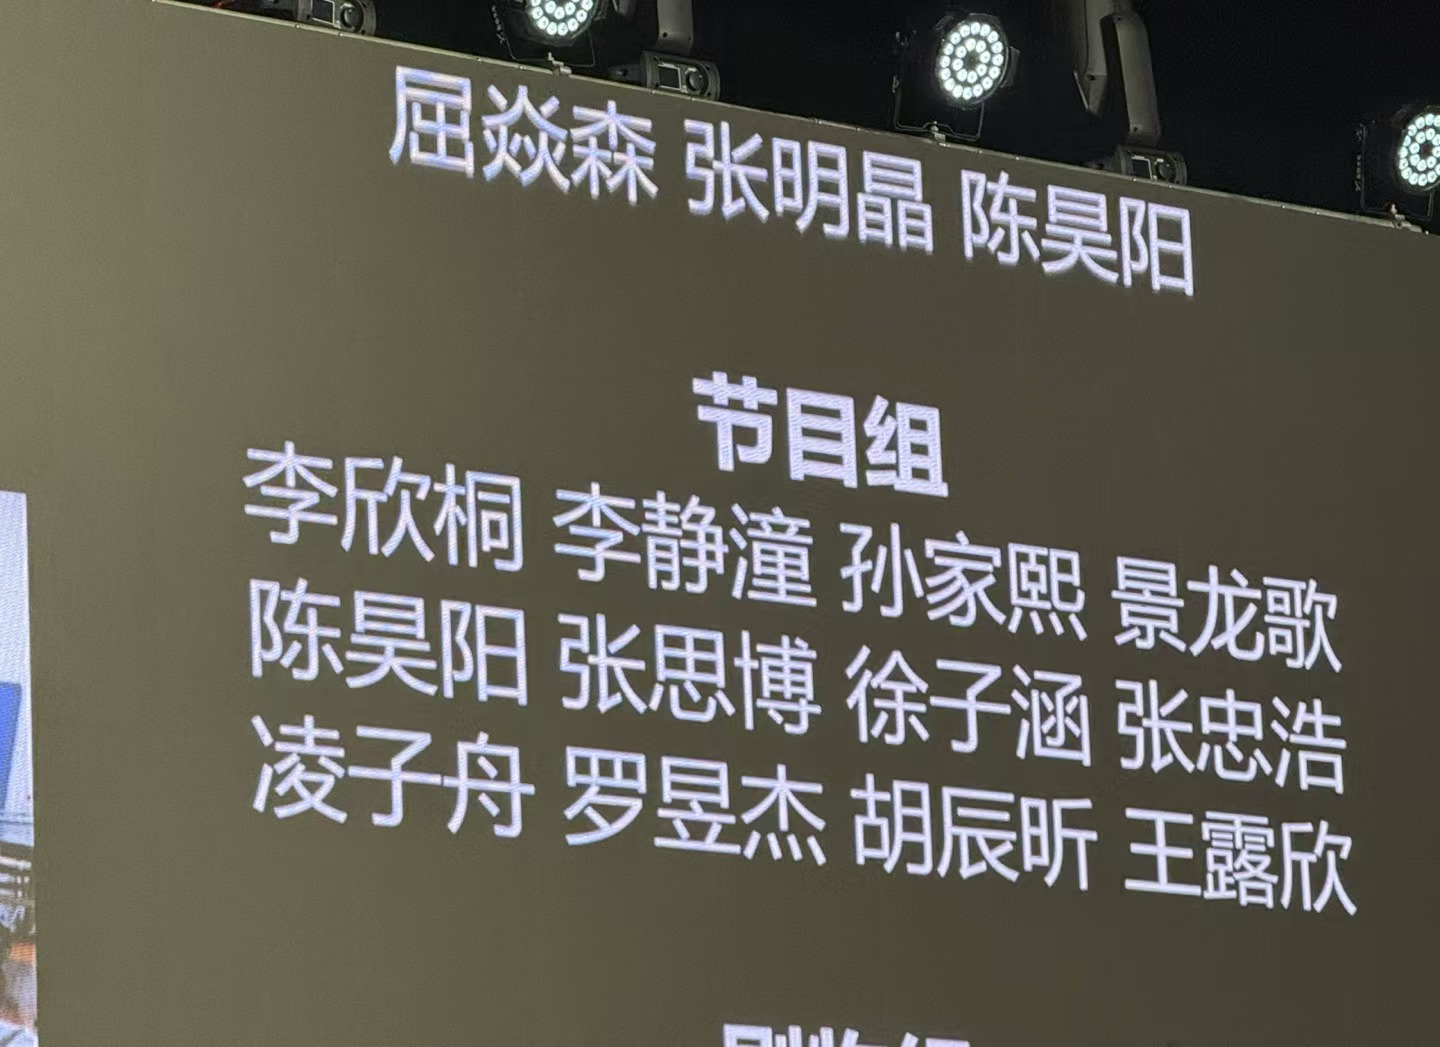 屈焱森 张明晶 陈昊阳
节目组
李欣桐 李静潼 孙家熙 景龙歌
陈昊阳 张思博 徐子涵 张忠浩
凌子舟 罗昱杰 胡辰昕 王露欣